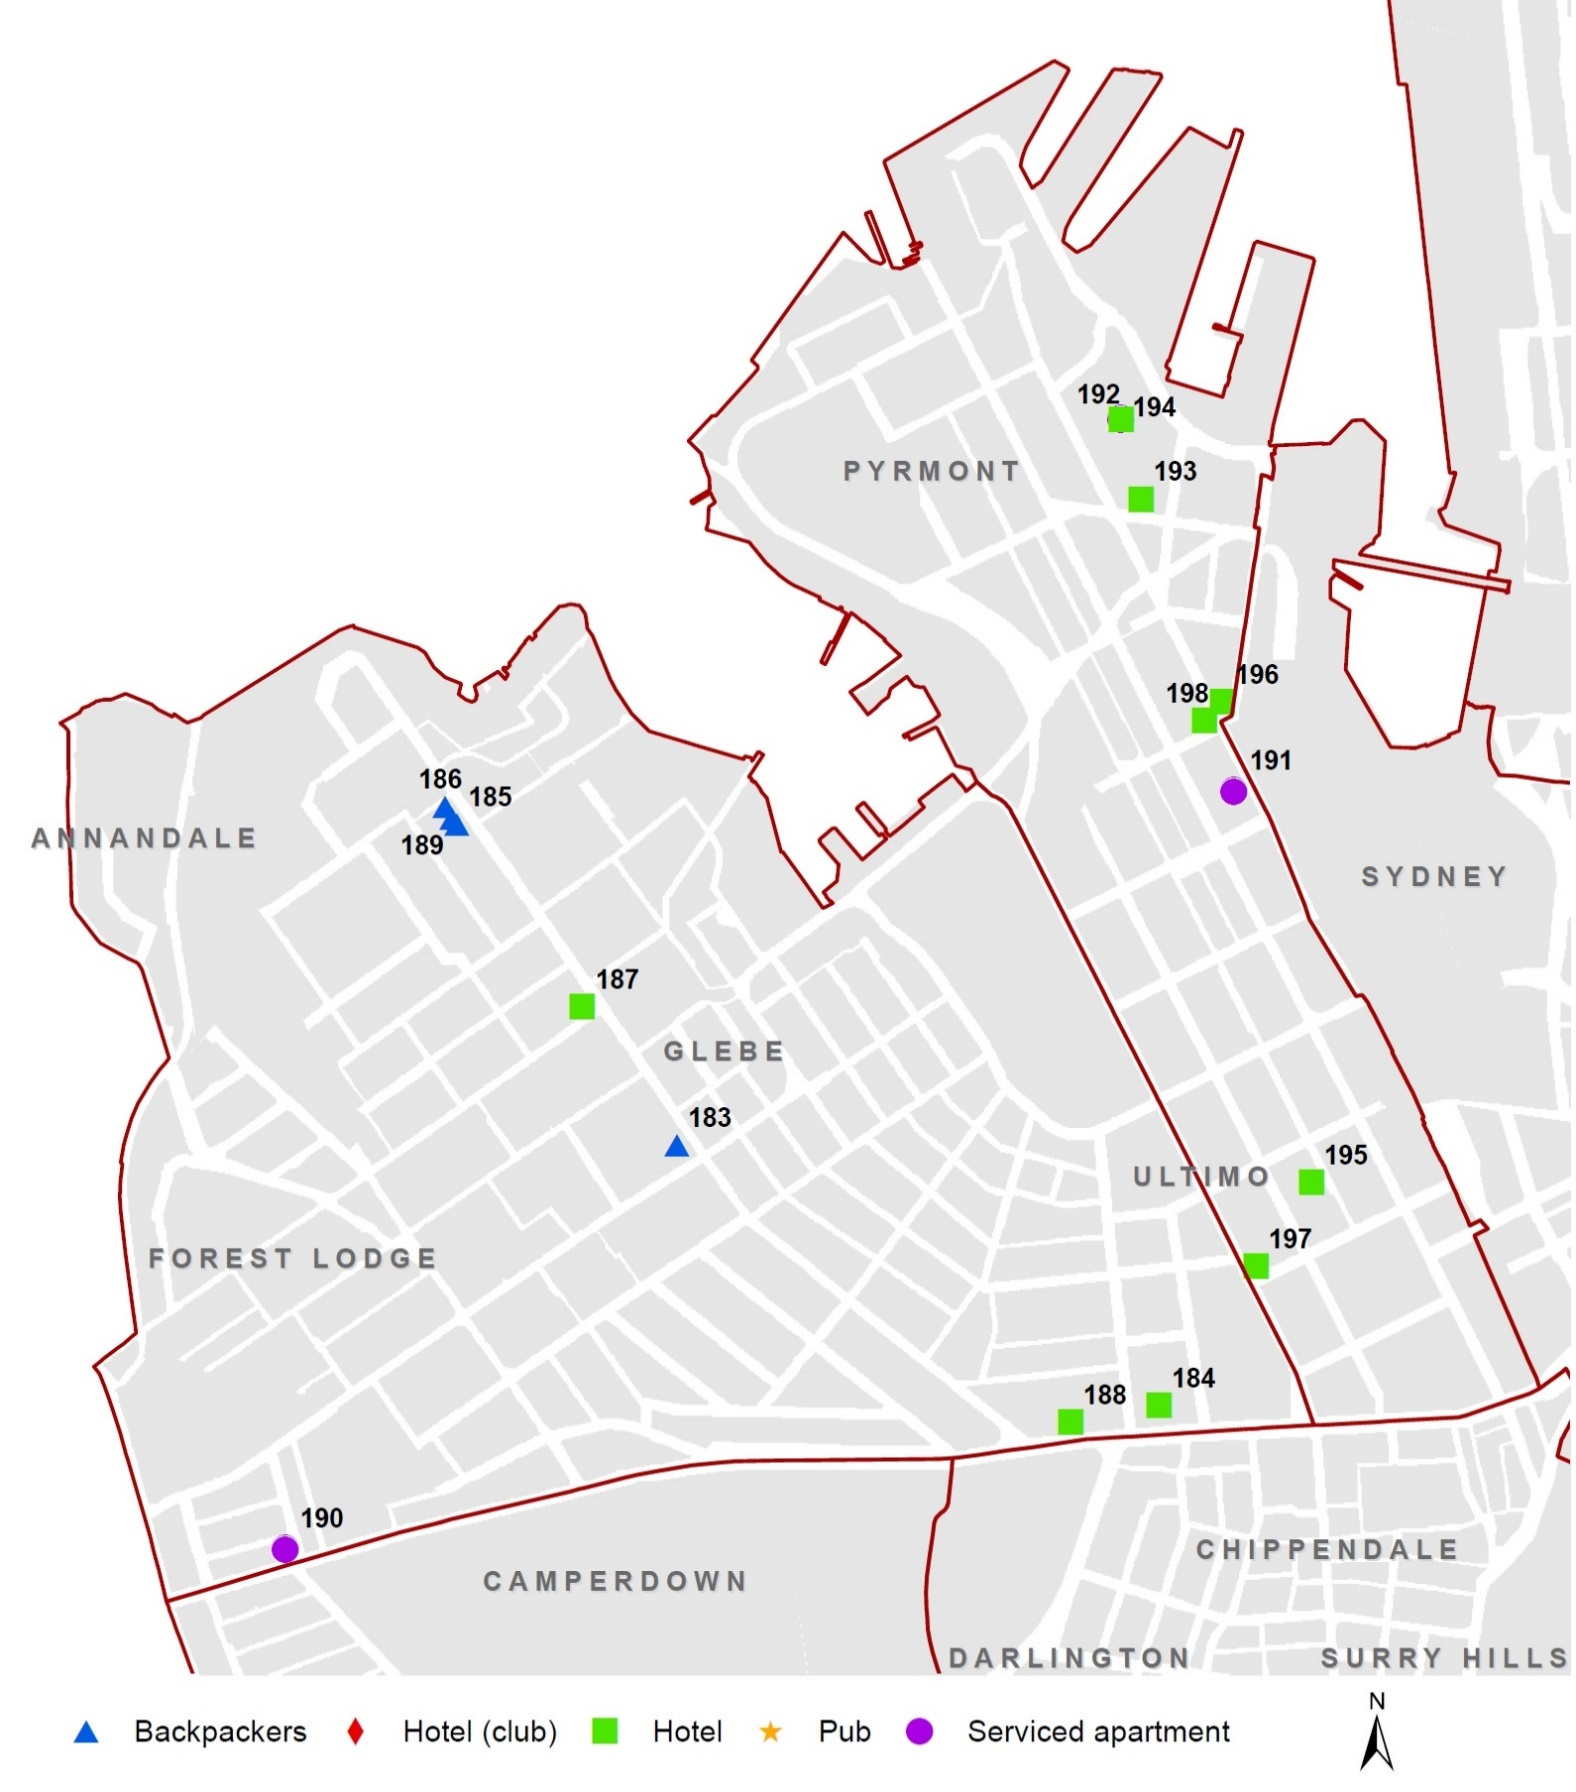 192
194
PYRMONT
193
196
198
191
186
185
ANNANDALE
189
SYDNEY
187
GLEBE
183
195
ULTIMO
197
FOREST LODGE
184
188
190
CHIPPENDALE
CAMPERDOWN
DARLINGTON
SURRY HILLS
N
Backpackers Hotel (club) Hotel Pub Serviced apartment